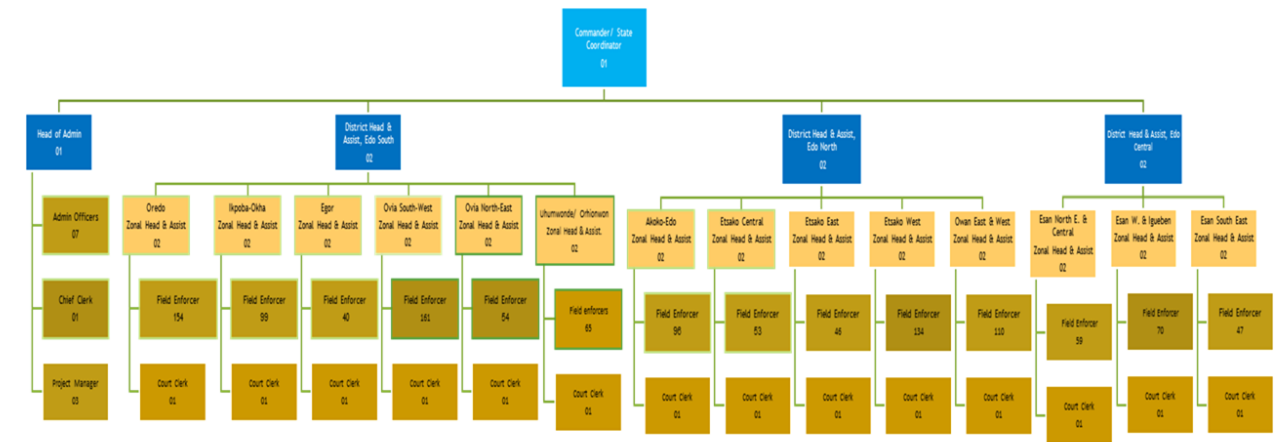 Commander/ State
Coordinator
01
Head of Admin
01
District Head &
Assist, Edo South
02
District Head & Assist,
Edo North
02
District Head & Assist, Edo
Central
02
Admin Officers
07
Chief Clerk
01
Project Manager
03
Oredo
Zonal Head & Assist
02
Field Enforcer
154
Court Clerk
01
Ikpoba-Okha
Zonal Head & Assist
02
Field Enforcer
99
Court Clerk
01
Egor
Zonal Head & Assist
02
Field Enforcer
40
Court Clerk
01
Ovia South-West
Zonal Head & Assist
02
Field Enforcer
161
Court Clerk
01
Ovia North-East
Zonal Head & Assist
02
Field Enforcer
54
Court Clerk
01
Uhumwonde/ Orhionwon
Zonal Head & Assist.
02
Field enforcers
Court Clerk
01
Akoko-Edo
Zonal Head & Assist
02
Field Enforcer
Court Clerk
01
Etsako Central
Zonal Head & Assist
02
Field Enforcer
53
Court Clerk
01
Etsako East
Zonal Head & Assist
02
Field Enforcer
46
Court Clerk
01
Etsako West
Zonal Head & Assist
02
Field Enforcer
134
Court Clerk
01
Owan East & West
Zonal Head & Assist
02
Field Enforcer
110
Court Clerk
01
Esan North E. &
Central
Zonal Head & Assist
02
Field Enforcer
59
Court Clerk
01
Esan W. & Igueben
Zonal Head & Assist
02
Field Enforcer
70
Court Clerk
01
Esan South East
Zonal Head & Assist
02
Field Enforcer
47
Court Clerk
01